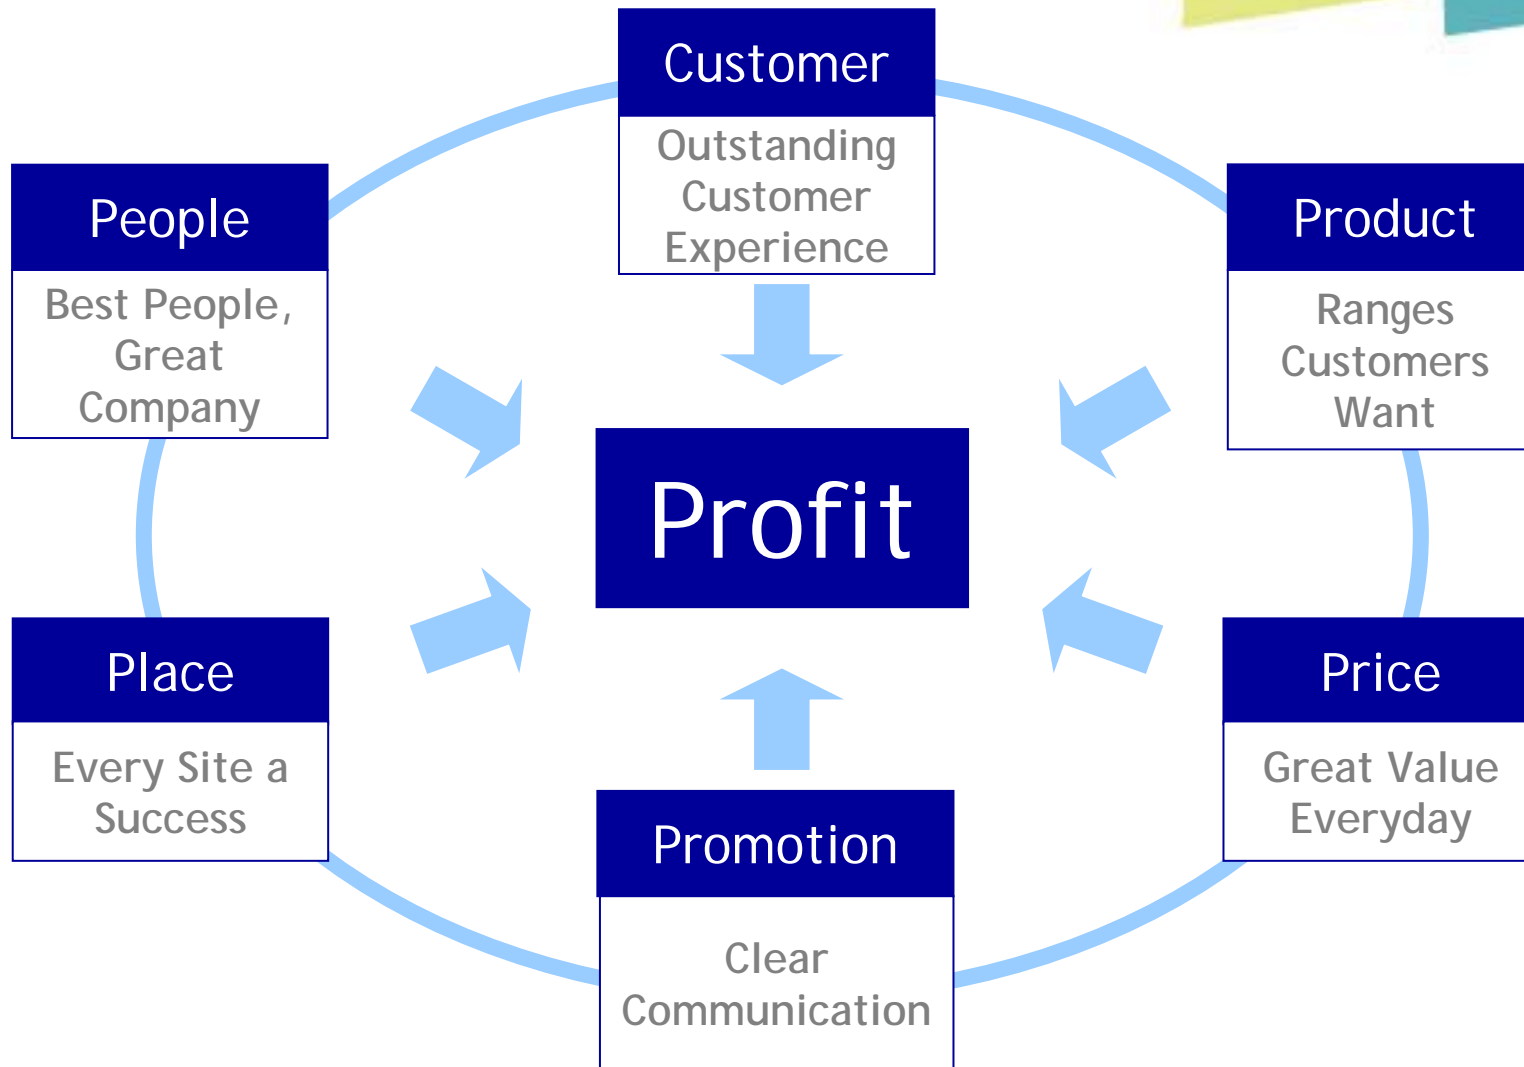 Customer
Outstanding
Customer
Experience
People
Best People,
Great
Company
Product
Ranges
Customers
Want
Profit
Place
Every Site a
Success
Price
Great Value
Everyday
Promotion
Clear
Communication